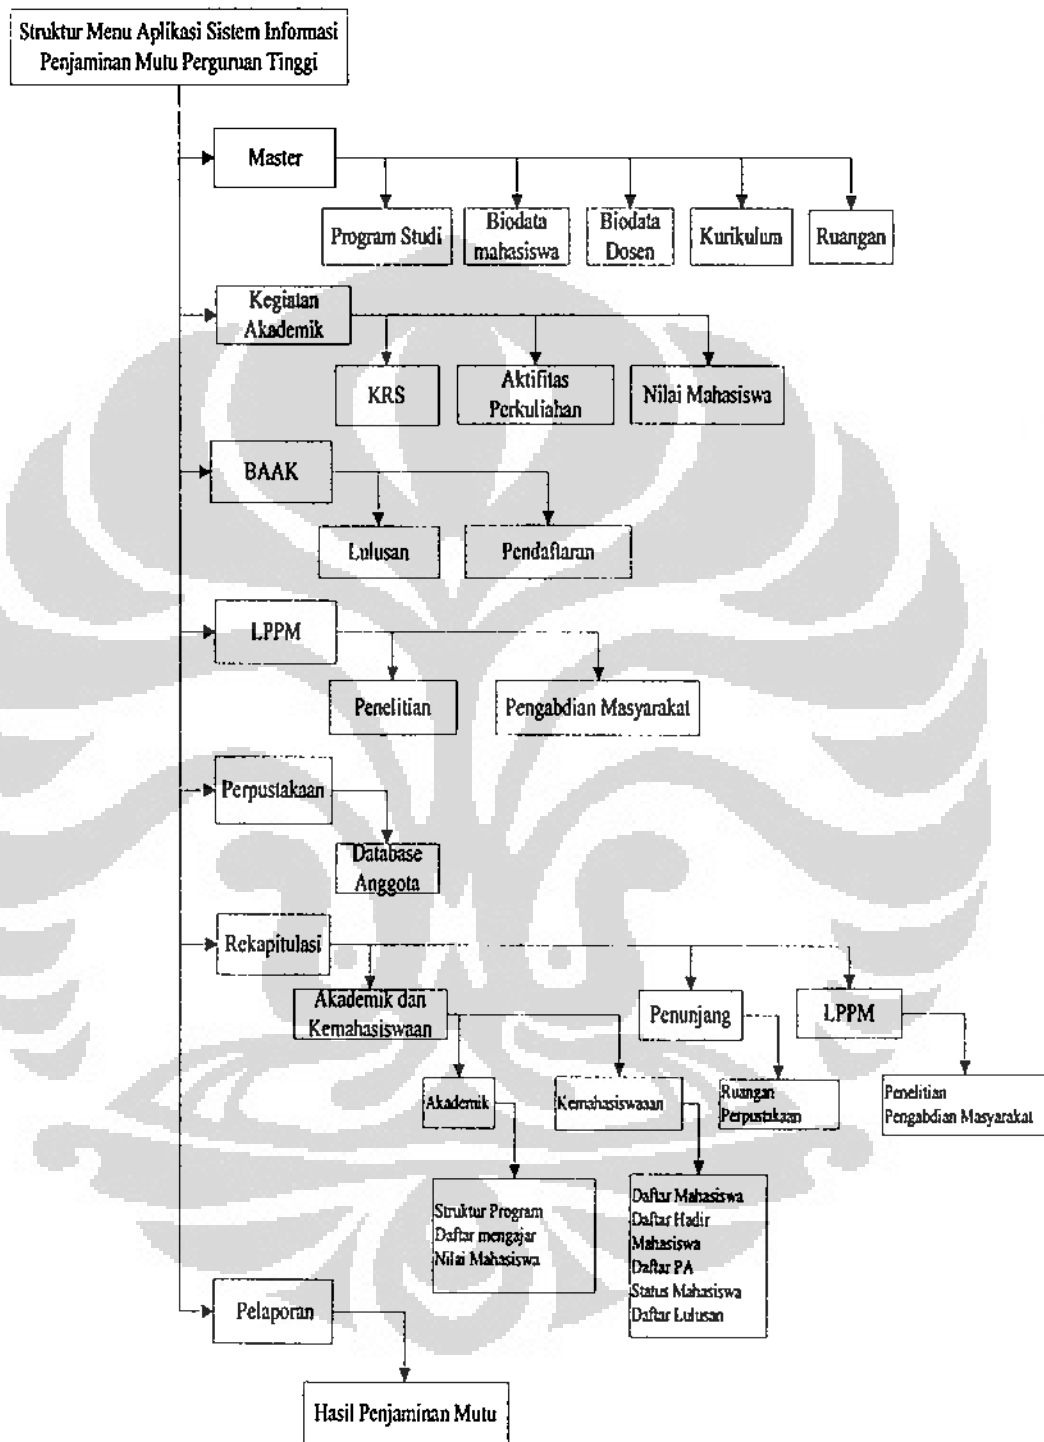 Struktur Menu Aplikasi Sistem Informasi
Penjaminan Mutu Perguruan Tinggi
Master
Program Studi
Biodata
mahasiswa
Biodata
Dosen
Kurikulum
Ruangan
Kegiatan
Akademik
KRS
Aktifitas
Perkuliahan
Nilai Mahasiswa
BAAK
Lulusan
Pendaftaran
LPPM
Penelitian
Pengabdian Masyarakat
Perpustakaan
Database
Anggota
Rekapitulasi
Akademik dan
Kemahasiswaan
Penunjang
LPPM
Akademik
Kemahasiswaaan
Ruangan
Perpustakaan
Penelitian
Pengabdian Masyarakat
Struktur Program
Daftar mengajar
Nilai Mahasiswa
Daftar Mahasiswa
Daftar Hadir
Mahasiswa
Daftar PA
Status Mahasiswa
Daftar Lulusan
Pelaporan
Hasil Penjaminan Mutu